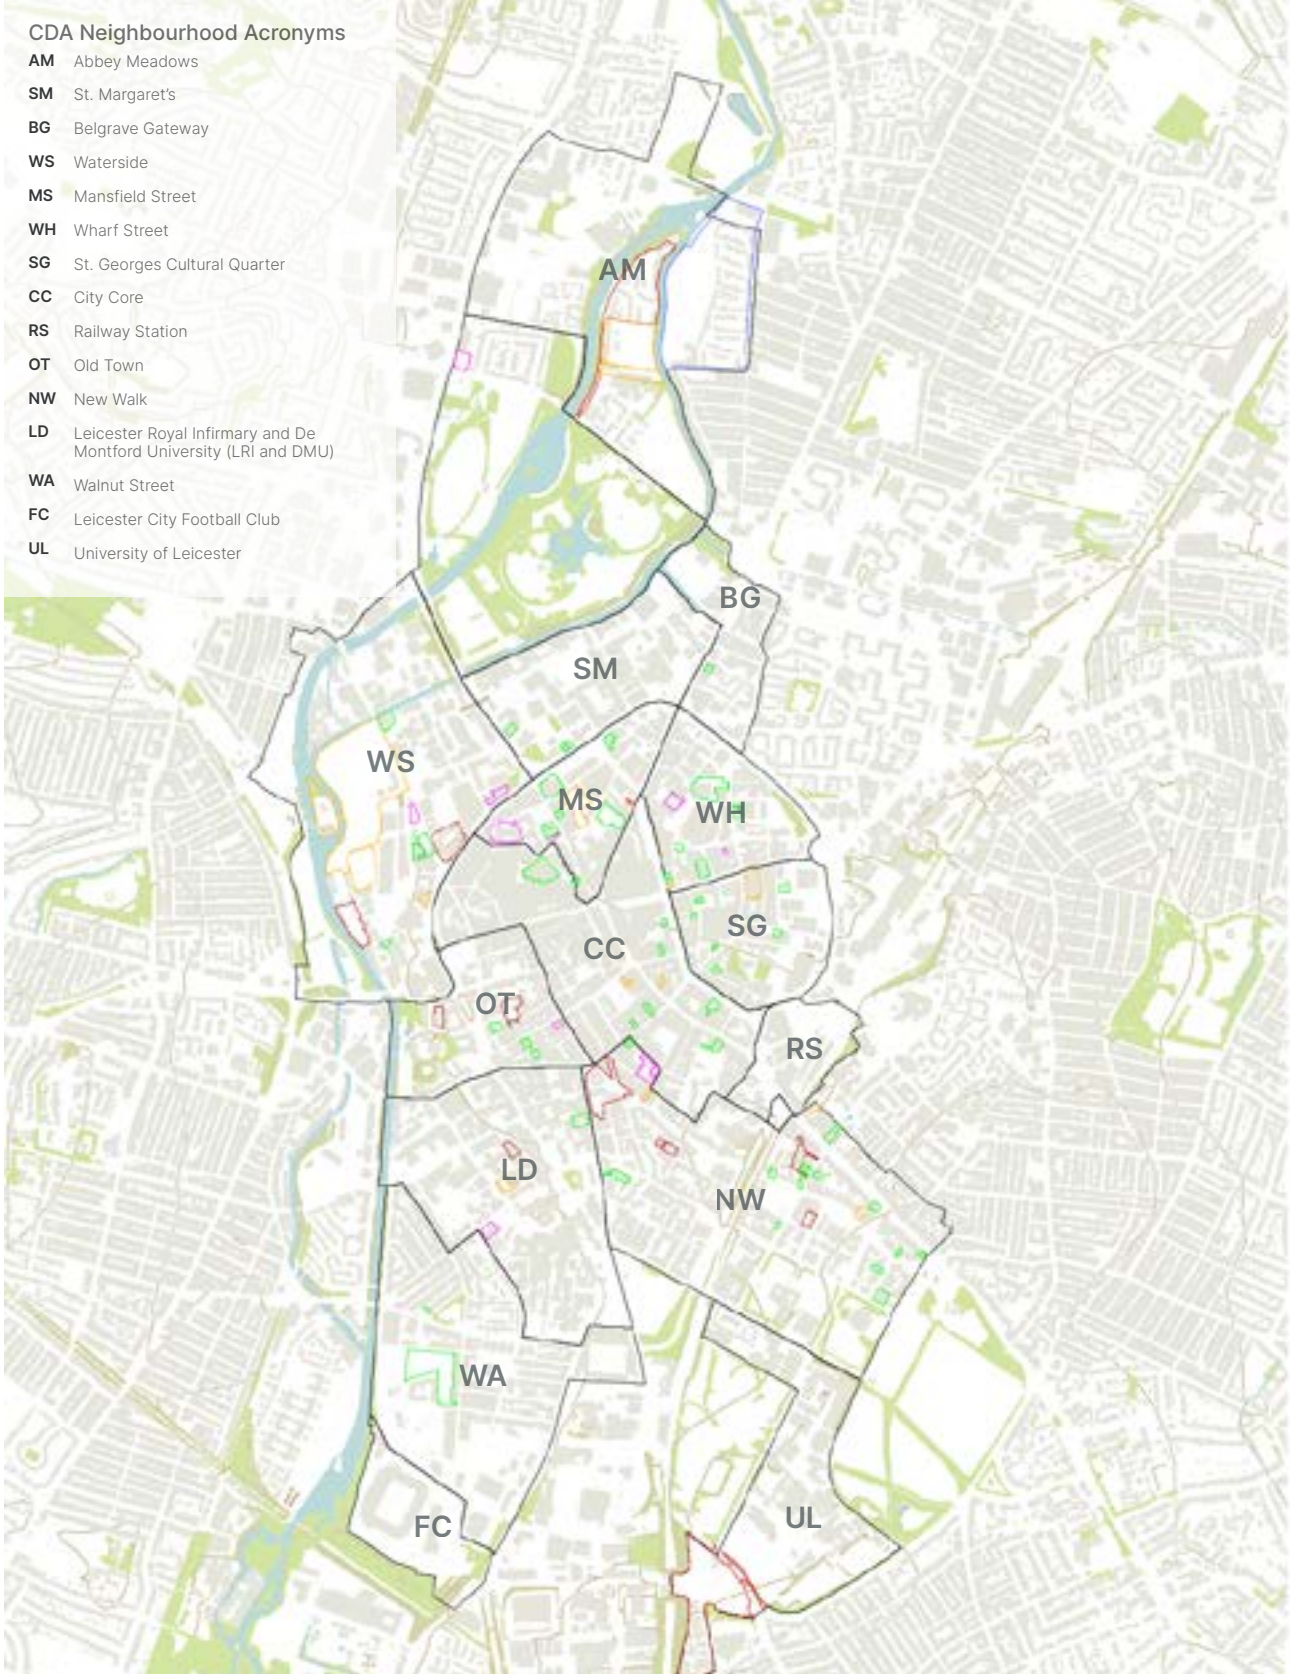 CDA Neighbourhood Acronyms
AM Abbey Meadows
SM St. Margaret's
BG Belgrave Gateway
WS Waterside
MS Mansfield Street
WH Wharf Street
SG St. Georges Cultural Quarter
CC City Core
RS Railway Station
OT Old Town
NW New Walk
LD Leicester Royal Infirmary and De
Montford University (LRI and DMU)
WA Walnut Street
FC Leicester City Football Club
UL University of Leicester
AM
BG
SM
WS
MS
WH
SG
CC
OT
RS
LD
NW
WA
UL
FC